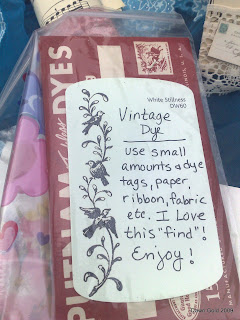 White Stillness
DW60
Vintage
Dye
use small
amounts & dye
tags, paper,
ribbon, fabric
etc. I Love
this "find"!
Enjoy!
PUTNAM DYES